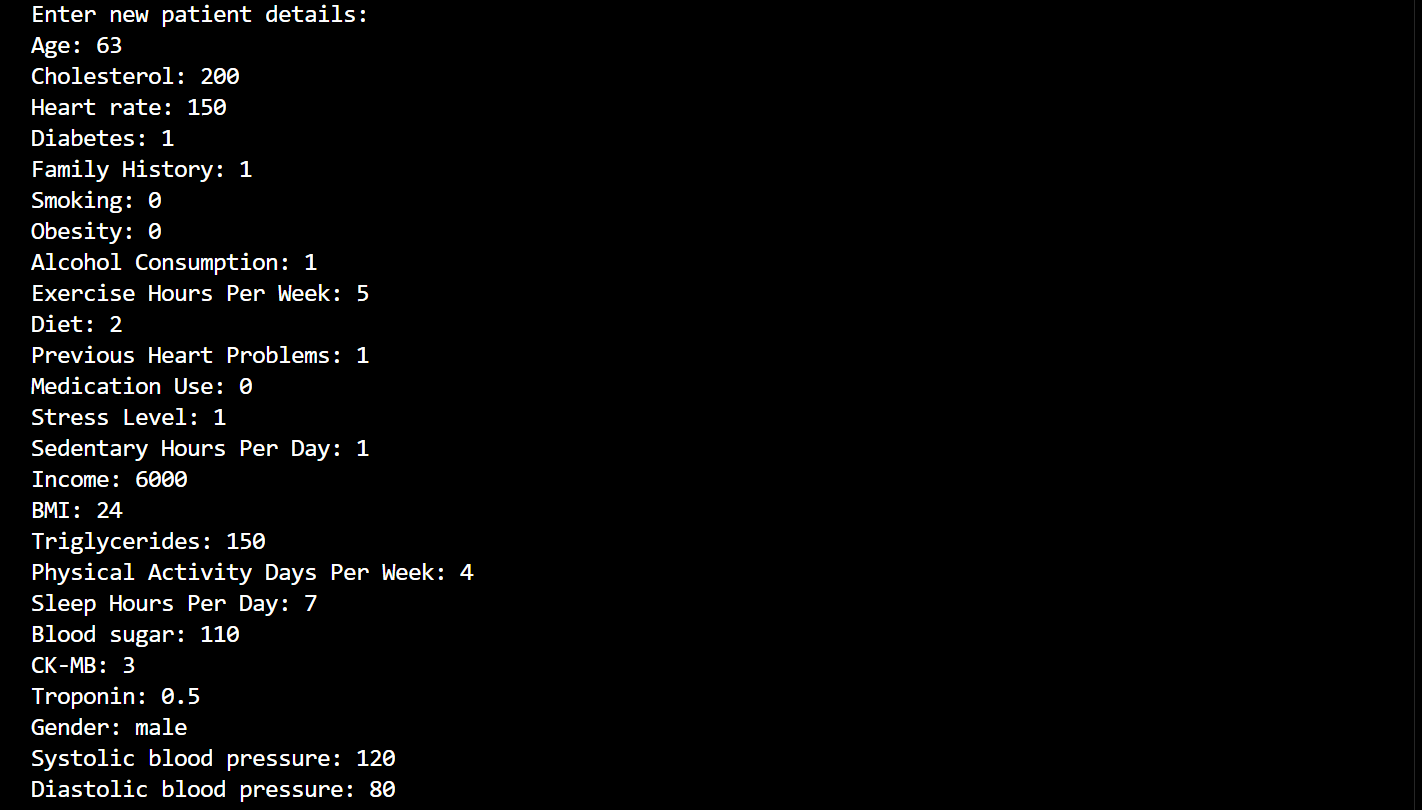 Enter new patient details:
Age: 63
Cholesterol: 200
Heart rate: 150
Diabetes: 1
Family History: 1
Smoking: 0
Obesity: 0
Alcohol Consumption: 1
Exercise Hours Per Week: 5
Diet: 2
Previous Heart Problems: 1
Medication Use: 0
Stress Level: 1
Sedentary Hours Per Day: 1
Income: 6000
BMI: 24
Triglycerides: 150
Physical Activity Days Per Week: 4
Sleep Hours Per Day: 7
Blood sugar: 110
CK-MB: 3
Troponin: 0.5
Gender: male
Systolic blood pressure: 120
Diastolic blood pressure: 80